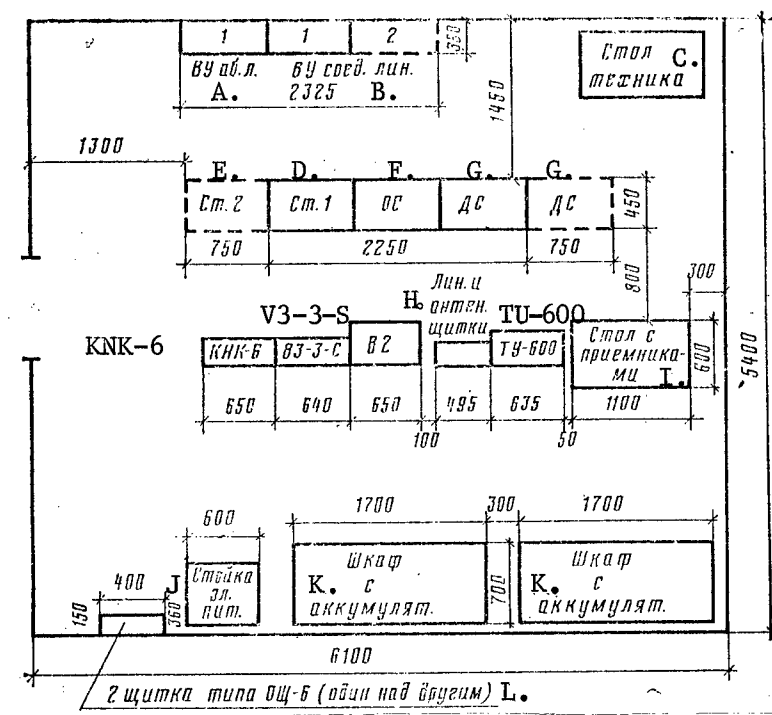 1 1 2
350
ВУ аб.л. ВУ соед. лин.
A. 2325 B.
Стол C.
техника
1450
5400
1300
E. D. F. G. G.
Ст. 2 Ст. 1 ОС ДС ДС
450
750 2250 750
800
300
Лин. и
H. антен.
щитки
V3-3-S TU-600
KNK-6
КНК-6 ВЗ-3-С В2 ТУ-600
Стол с
приемника-
ми I.
600
650 640 650 495 635 1100
100 50
600 1700 300 1700
400 J
150 360
Стойка
эл.
пит.
Шкаф
K. с
аккумулят.
700
Шкаф
K. с
аккумулят.
6100
2 щитка типа ОЩ-6 (один над другим) L.